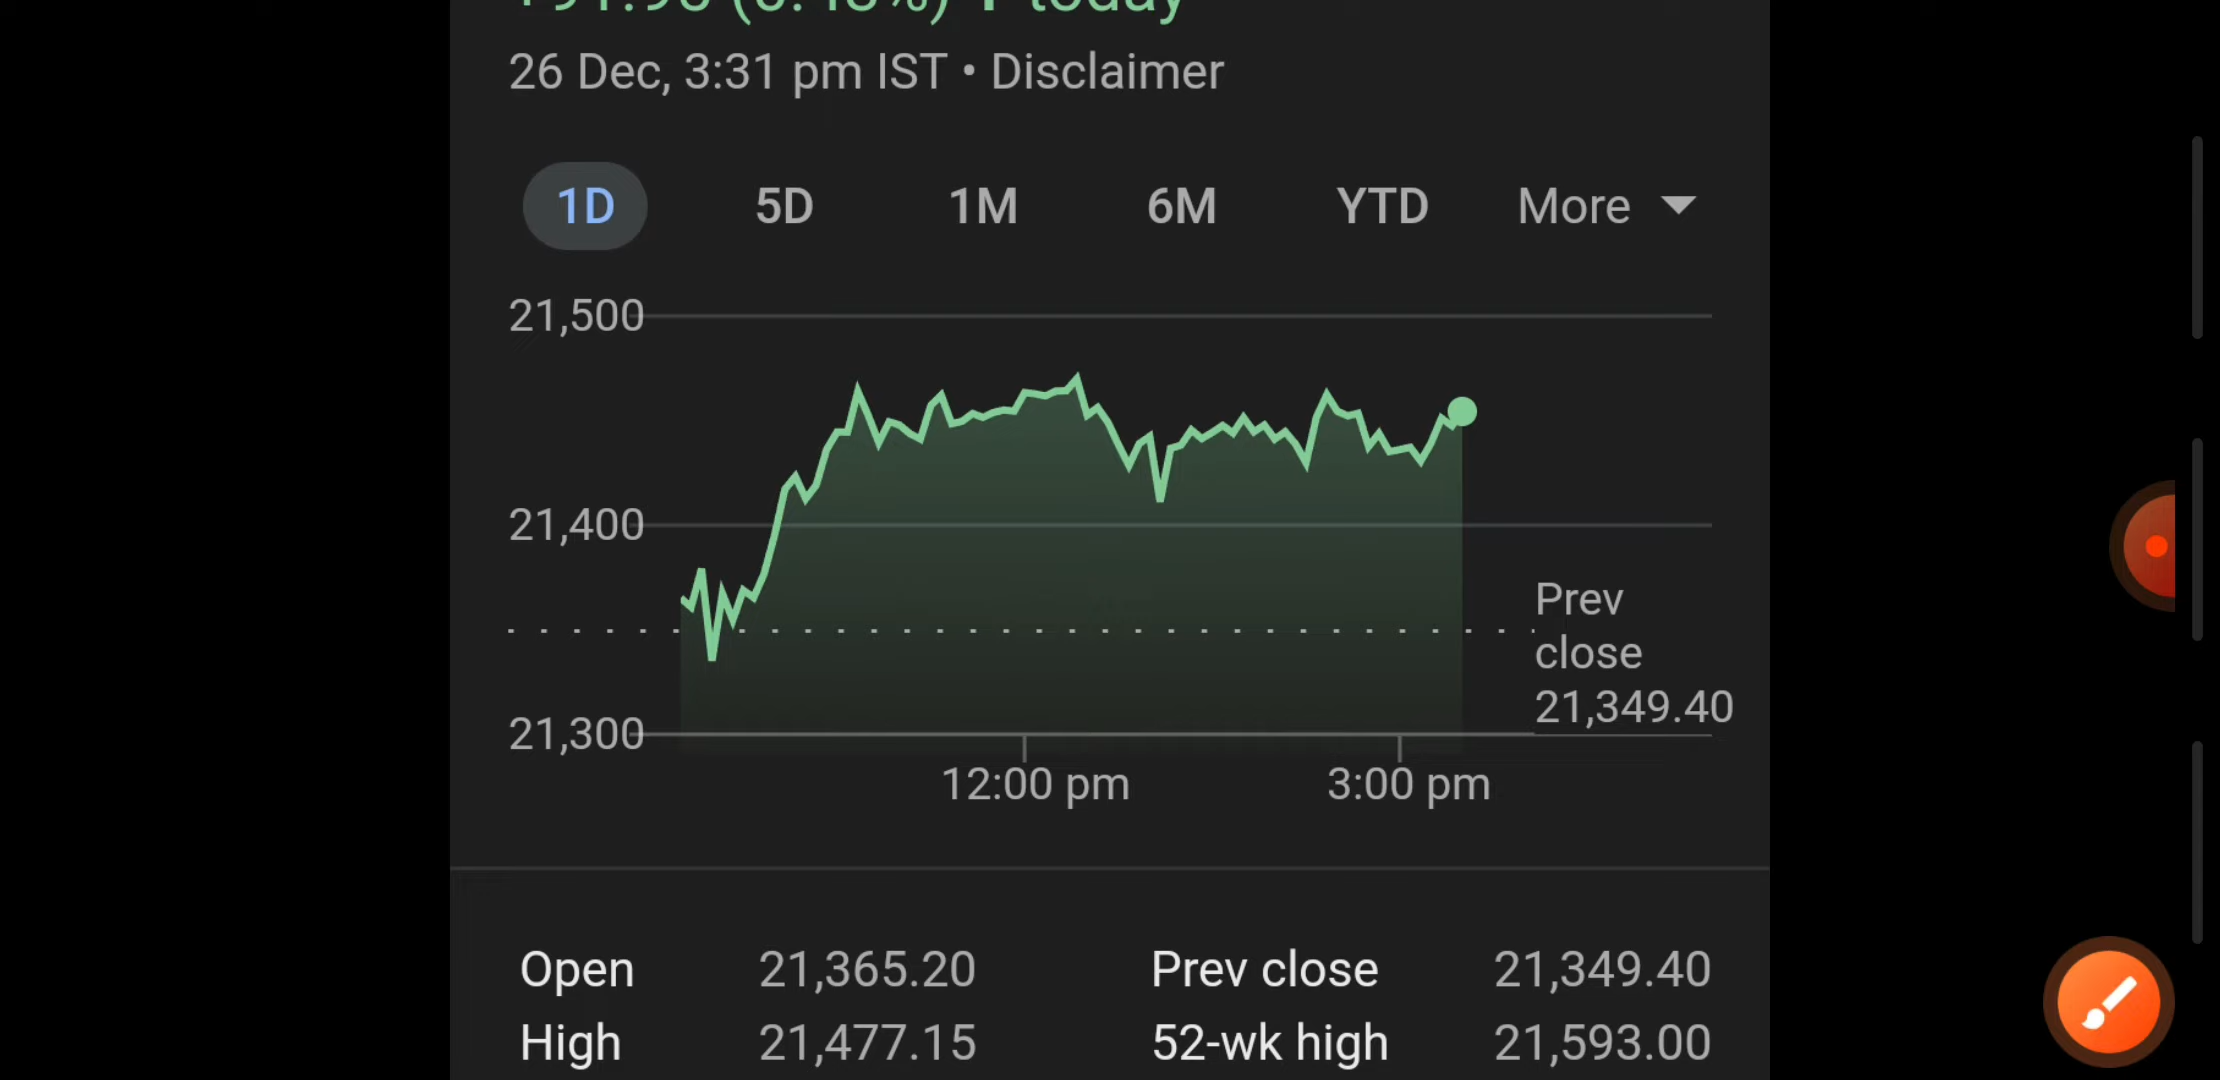 today
26 Dec, 3:31 pm IST • Disclaimer
1D 5D 1M 6M YTD More
21,500
21,400
21,300
Prev
close
21,349.40
12:00 pm 3:00 pm
Open 21,365.20 Prev close 21,349.40
High 21,477.15 52-wk high 21,593.00